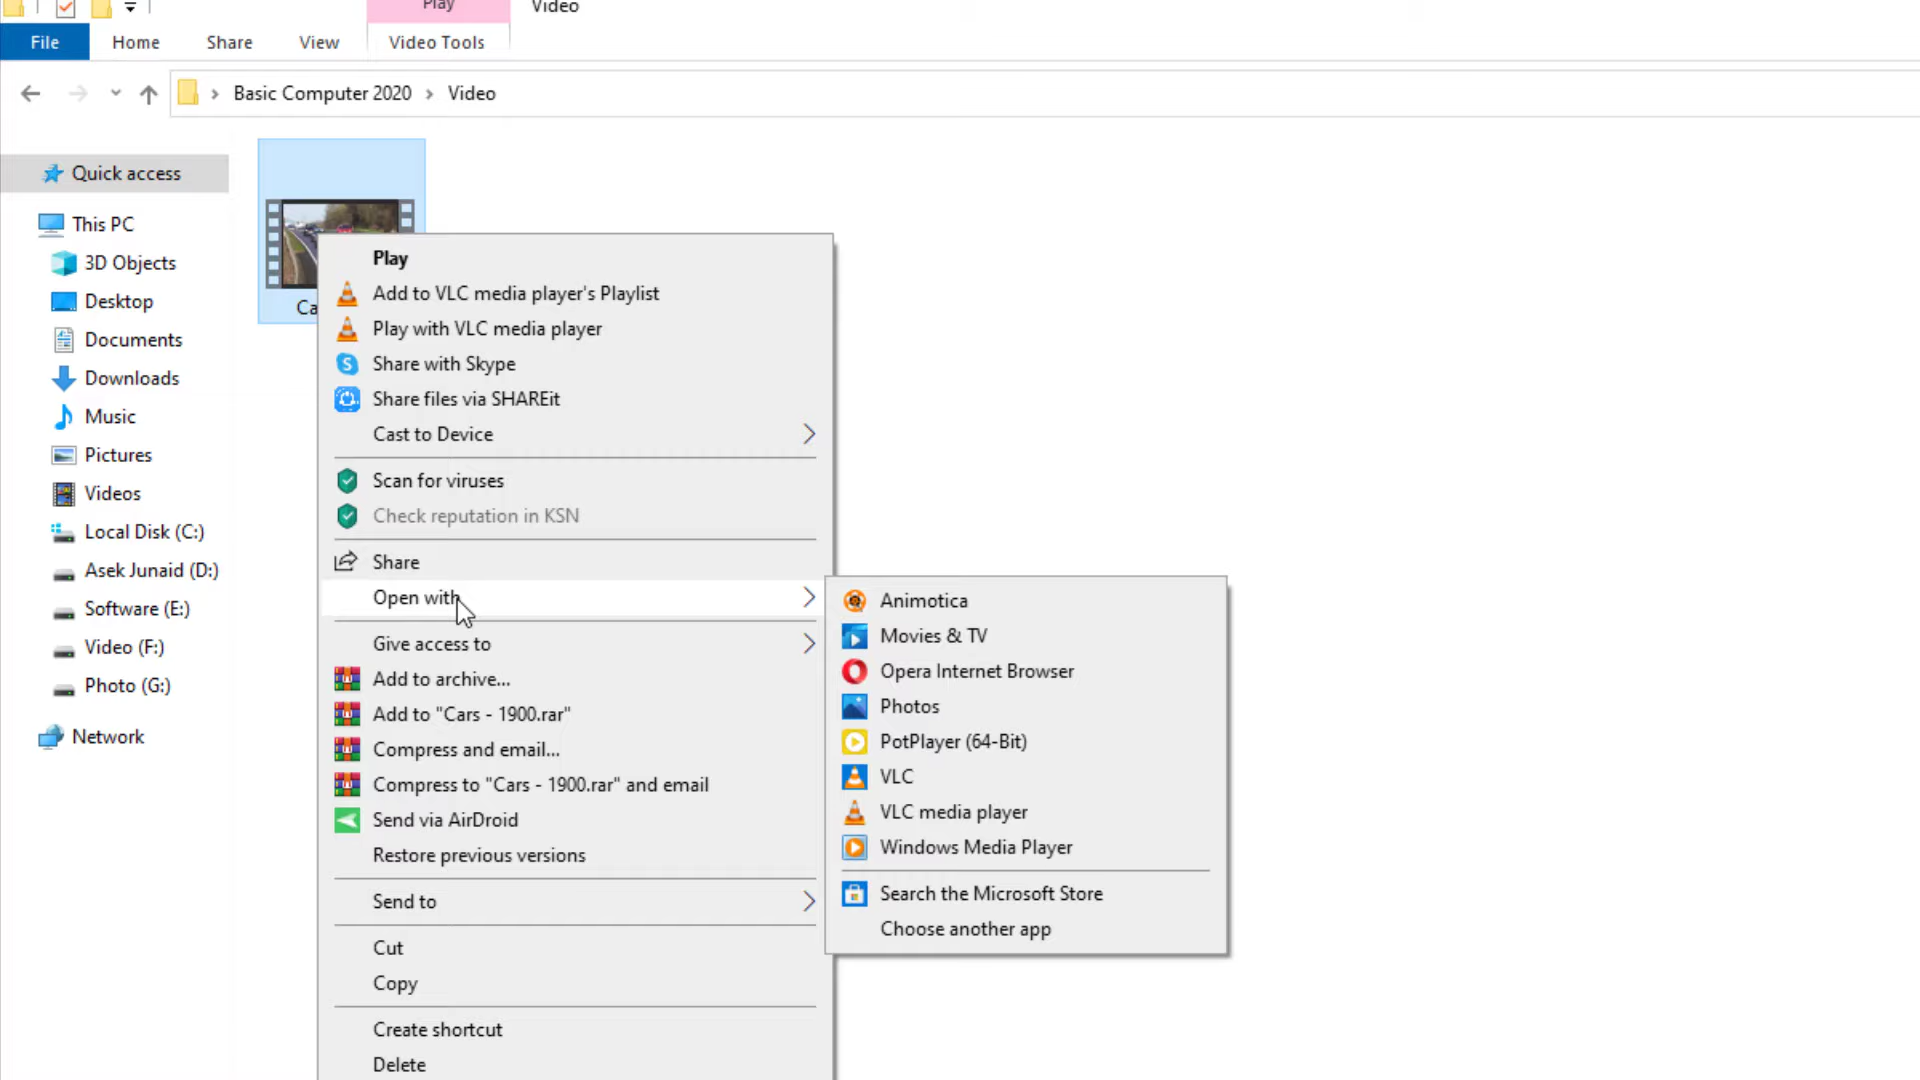 Play
Video
File
Home
Share
View
Video Tools
Basic Computer 2020
Video
Quick access
This PC
3D Objects
Desktop
Documents
Downloads
Music
Pictures
Videos
Local Disk (C:)
Asek Junaid (D:)
Software (E:)
Video (F:)
Photo (G:)
Network
Ca
Play
Add to VLC media player's Playlist
Play with VLC media player
Share with Skype
Share files via SHAREit
Cast to Device
Scan for viruses
Check reputation in KSN
Share
Open with
Give access to
Add to archive...
Add to "Cars - 1900.rar"
Compress and email...
Compress to "Cars - 1900.rar" and email
Send via AirDroid
Restore previous versions
Send to
Cut
Copy
Create shortcut
Delete
Animotica
Movies & TV
Opera Internet Browser
Photos
PotPlayer (64-Bit)
VLC
VLC media player
Windows Media Player
Search the Microsoft Store
Choose another app